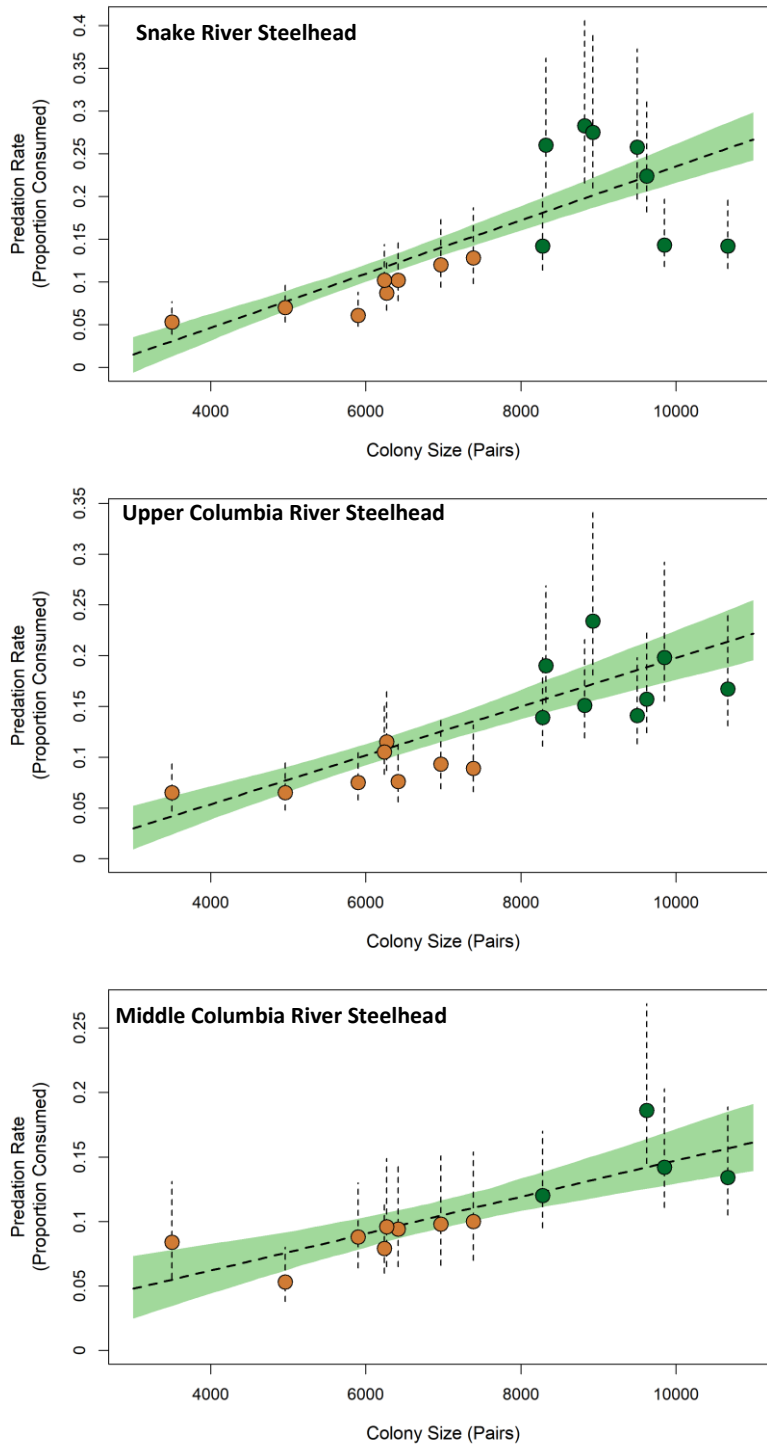 Snake River Steelhead
0.4
0.35
0.3
0.25
0.2
0.15
0.1
0.05
0
Predation Rate
(Proportion Consumed)
4000 6000 8000 10000
Colony Size (Pairs)
Upper Columbia River Steelhead
0.35
0.3
0.25
0.2
0.15
0.1
0.05
0
Predation Rate
(Proportion Consumed)
4000 6000 8000 10000
Colony Size (Pairs)
Middle Columbia River Steelhead
0.25
0.2
0.15
0.1
0.05
0
Predation Rate
(Proportion Consumed)
4000 6000 8000 10000
Colony Size (Pairs)